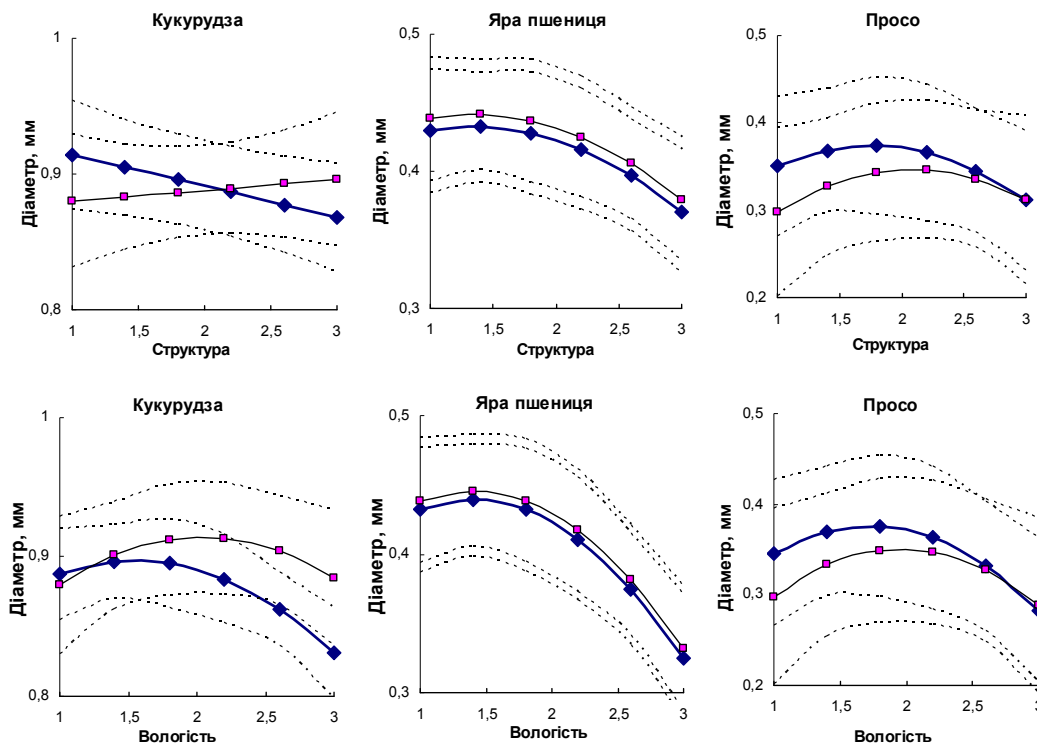 Кукурудза
1
0,9
0,8
Діаметр, мм
1 1,5 2 2,5 3
Структура
Яра пшениця
0,5
0,4
0,3
Діаметр, мм
1 1,5 2 2,5 3
Структура
Просо
0,5
0,4
0,3
0,2
Діаметр, мм
1 1,5 2 2,5 3
Структура
Кукурудза
1
0,9
0,8
Діаметр, мм
1 1,5 2 2,5 3
Вологість
Яра пшениця
0,5
0,4
0,3
Діаметр, мм
1 1,5 2 2,5 3
Вологість
Просо
0,5
0,4
0,3
0,2
Діаметр, мм
1 1,5 2 2,5 3
Вологість